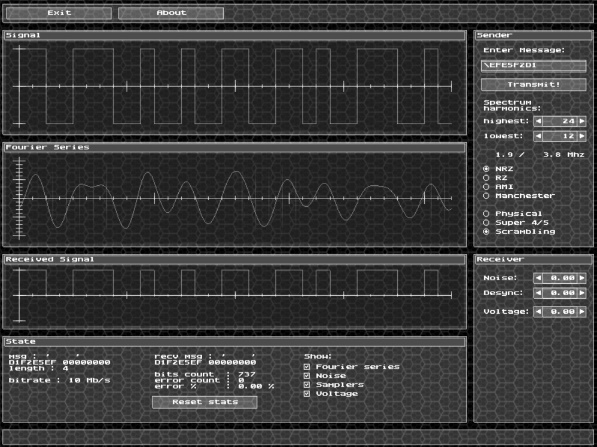 Exit
About
Signal
Sender
Enter Message:
\EFE5F2D1
Transmit!
Spectrum
harmonics:
highest: 24
lowest: 12
1.9 / 3.8 Mhz
NRZ
RZ
AMI
Manchester
Physical
Super 4/5
Scrambling
Fourier Series
Received Signal
Receiver
Noise: 0.00
Desync: 0.00
Voltage: 0.00
State
msg : ' '
D1F2E5EF 00000000
length : 4
bitrate : 10 Mb/s
recv msg : ' '
D1F2E5EF 00000000
bits count : 737
error count : 0
error % : 0.00 %
Reset stats
Show:
Fourier series
Noise
Samplers
Voltage